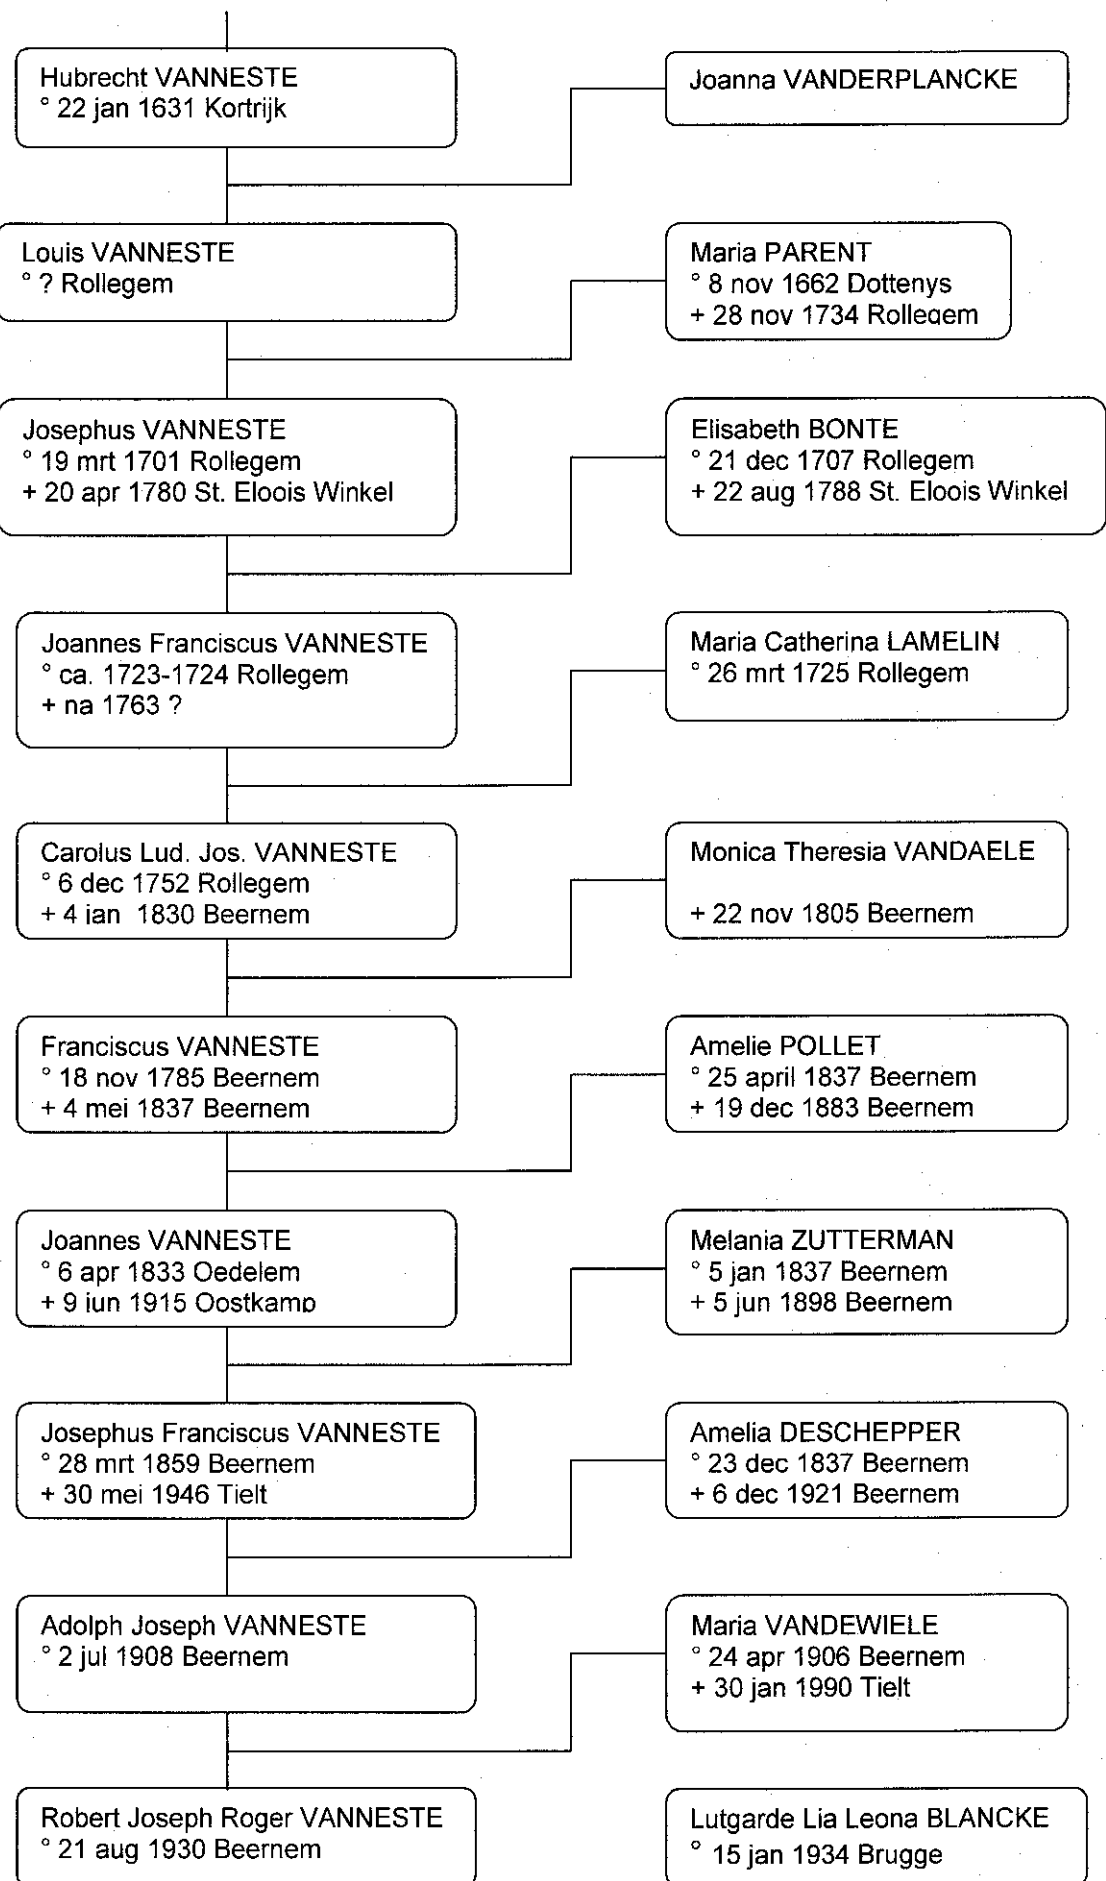 Hubrecht VANNESTE
° 22 jan 1631 Kortrijk
Joanna VANDERPLANCKE
Louis VANNESTE
° ? Rollegem
Maria PARENT
° 8 nov 1662 Dottenys
+ 28 nov 1734 Rollegem
Josephus VANNESTE
° 19 mrt 1701 Rollegem
+ 20 apr 1780 St. Eloois Winkel
Elisabeth BONTE
° 21 dec 1707 Rollegem
+ 22 aug 1788 St. Eloois Winkel
Joannes Franciscus VANNESTE
° ca. 1723-1724 Rollegem
+ na 1763 ?
Maria Catherina LAMELIN
° 26 mrt 1725 Rollegem
Carolus Lud. Jos. VANNESTE
° 6 dec 1752 Rollegem
+ 4 jan 1830 Beernem
Monica Theresia VANDAELE
+ 22 nov 1805 Beernem
Franciscus VANNESTE
° 18 nov 1785 Beernem
+ 4 mei 1837 Beernem
Amelie POLLET
° 25 april 1837 Beernem
+ 19 dec 1883 Beernem
Joannes VANNESTE
° 6 apr 1833 Oedelem
+ 9 jun 1915 Oostkamp
Melania ZUTTERMAN
° 5 jan 1837 Beernem
+ 5 jun 1898 Beernem
Josephus Franciscus VANNESTE
° 28 mrt 1859 Beernem
+ 30 mei 1946 Tielt
Amelia DESCHEPPER
° 23 dec 1837 Beernem
+ 6 dec 1921 Beernem
Adolph Joseph VANNESTE
° 2 jul 1908 Beernem
Maria VANDEWIELE
° 24 apr 1906 Beernem
+ 30 jan 1990 Tielt
Robert Joseph Roger VANNESTE
° 21 aug 1930 Beernem
Lutgarde Lia Leona BLANCKE
° 15 jan 1934 Brugge